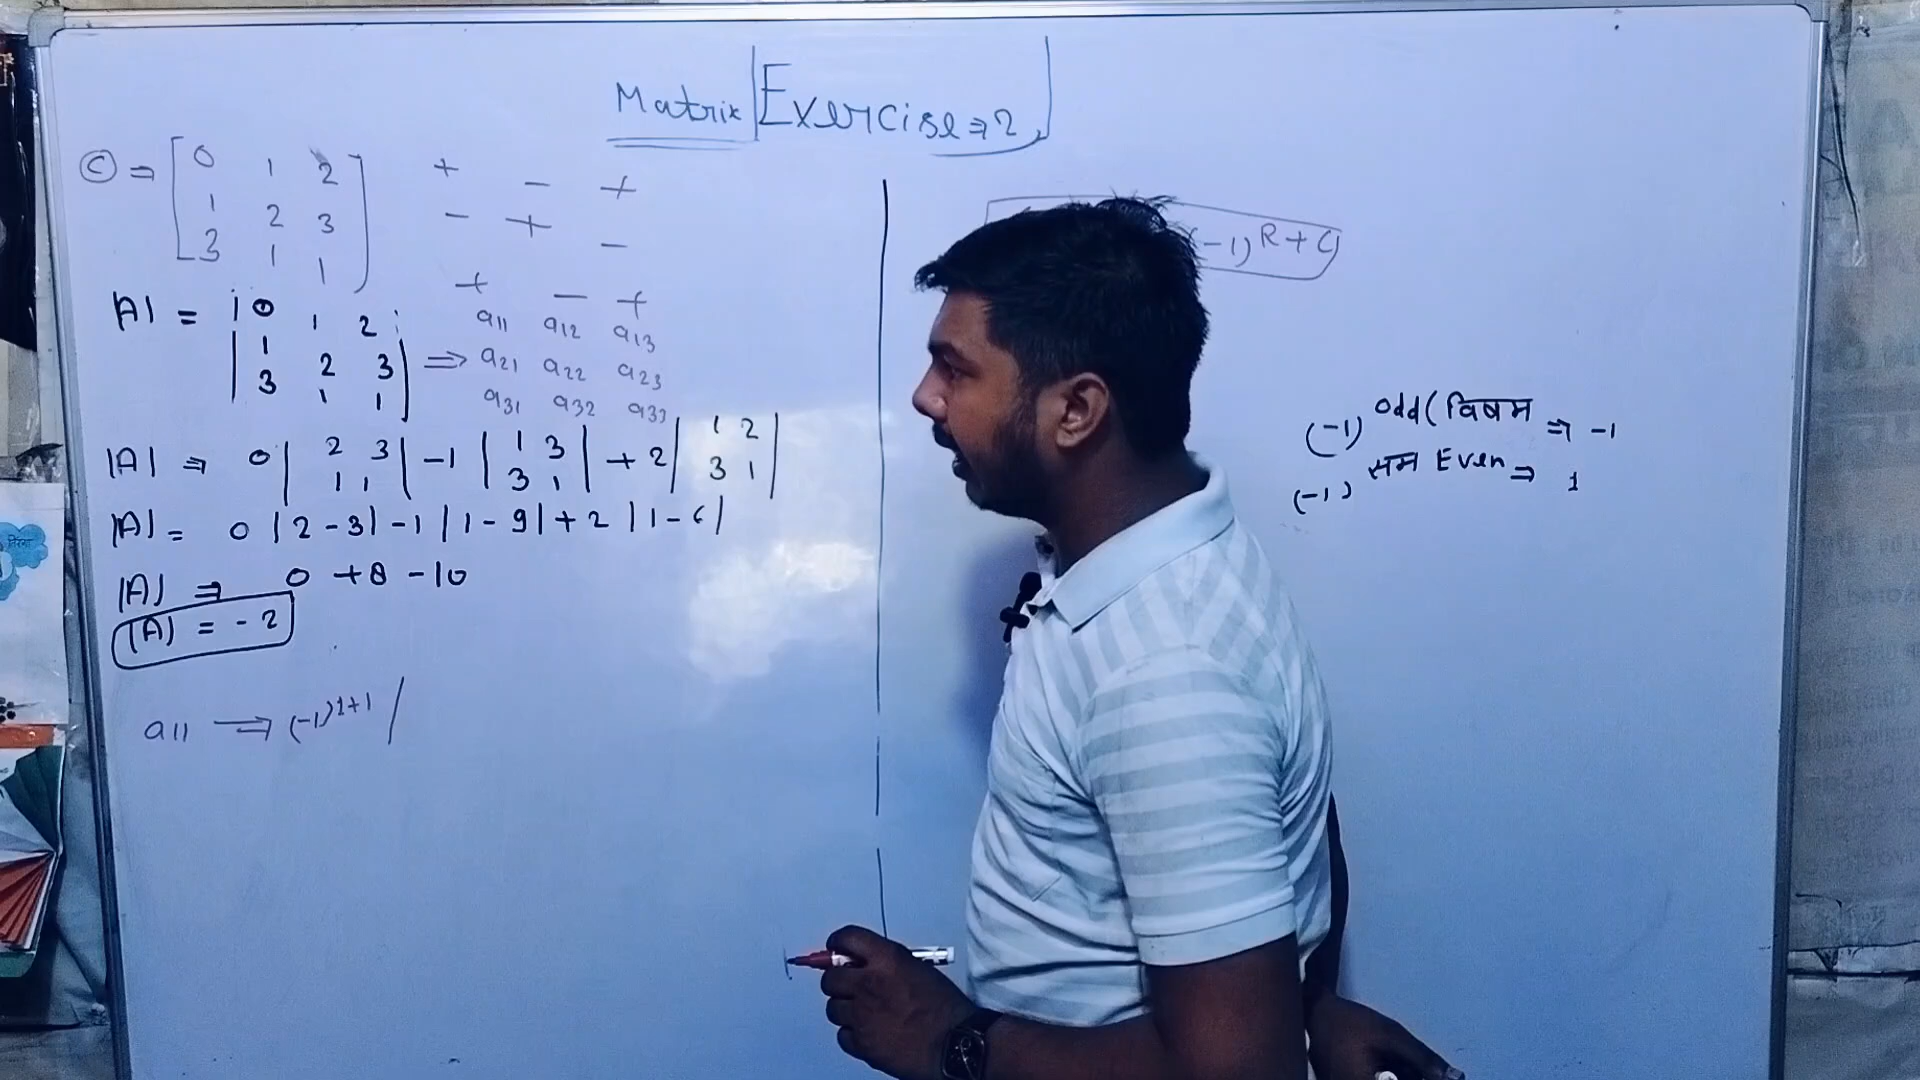 Matrix Exercise ⇒ 2
Ⓒ ⇒ [ 0 1 2
1 2 3
3 1 1 ]
+ − +
− + −
+ − +
|A| = | 0 1 2
1 2 3
3 1 1 | ⇒
a11 a12 a13
a21 a22 a23
a31 a32 a33
|A| ⇒ 0 | 2 3 | −1 | 1 3 | + 2 | 1 2 |
1 1 3 1 3 1
|A| = 0 |2 − 3| −1 |1 − 9| + 2 |1 − 6|
|A| ⇒ 0 + 8 − 10
|A| = −2
a11 ⇒ (−1)^1+1 |
(−1)^R+C
(−1)^odd (विषम ⇒ −1
(−1)^सम Even ⇒ 1